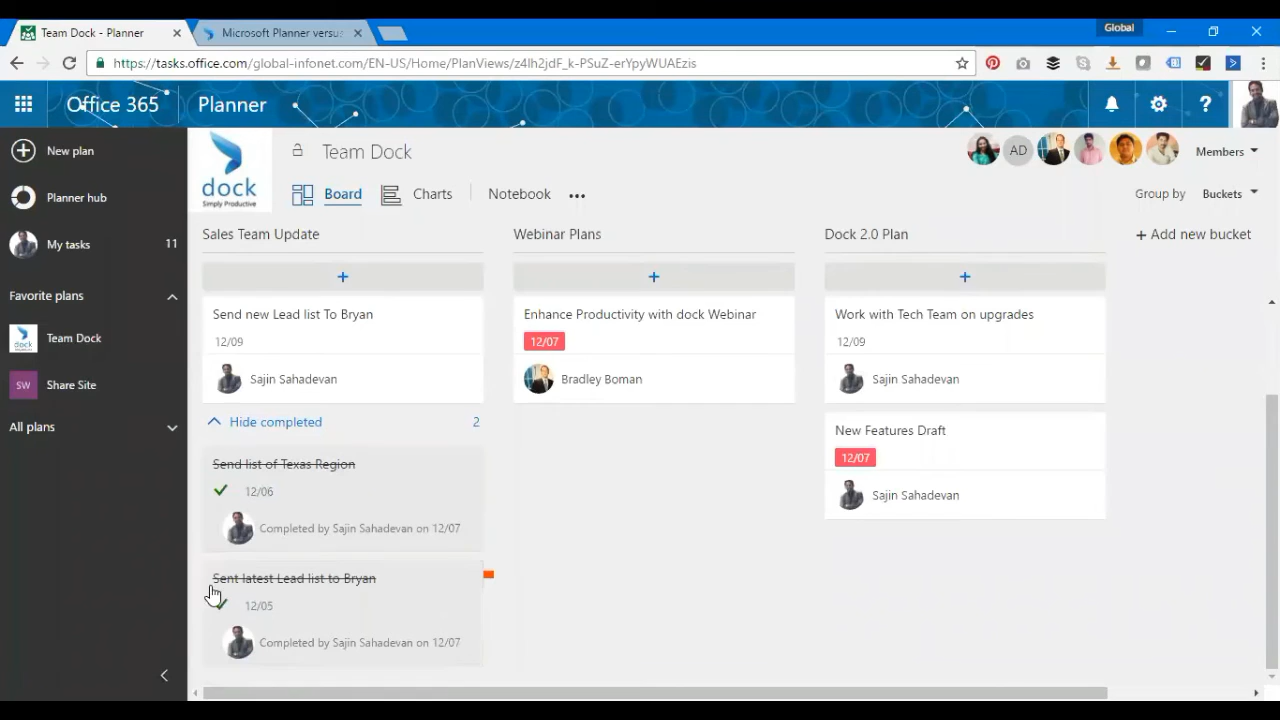 Team Dock - Planner
Microsoft Planner versu
Global
https://tasks.office.com/global-infonet.com/EN-US/Home/PlanViews/z4lh2jdF_k-PSuZ-erYpyWUAEzis
Office 365
Planner
?
New plan
Planner hub
My tasks 11
Favorite plans
Team Dock
SW Share Site
All plans
dock
Simply Productive
Team Dock
AD
Members
Board
Charts
Notebook
Group by Buckets
Sales Team Update
Send new Lead list To Bryan
12/09
Sajin Sahadevan
Hide completed 2
Send list of Texas Region
12/06
Completed by Sajin Sahadevan on 12/07
Sent latest Lead list to Bryan
12/05
Completed by Sajin Sahadevan on 12/07
Webinar Plans
Enhance Productivity with dock Webinar
12/07
Bradley Boman
Dock 2.0 Plan
Work with Tech Team on upgrades
12/09
Sajin Sahadevan
New Features Draft
12/07
Sajin Sahadevan
+ Add new bucket